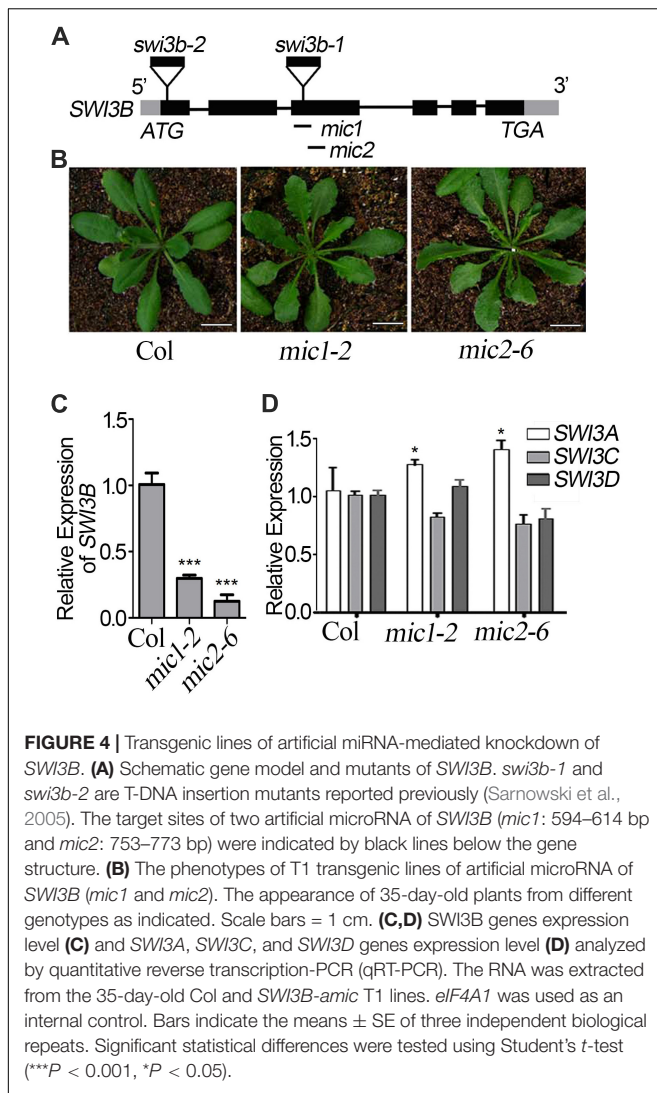 A
swi3b-2 swi3b-1
5' 3'
SWI3B
ATG mic1 TGA
mic2
B
Col mic1-2 mic2-6
C
Relative Expression
of SWI3B
1.5
1.0
0.5
0.0
***
***
Col
mic1-2
mic2-6
D
Relative Expression
1.5
1.0
0.5
0.0
*
*
SWI3A
SWI3C
SWI3D
Col mic1-2 mic2-6
FIGURE 4 | Transgenic lines of artificial miRNA-mediated knockdown of
SWI3B. (A) Schematic gene model and mutants of SWI3B. swi3b-1 and
swi3b-2 are T-DNA insertion mutants reported previously (Sarnowski et al.,
2005). The target sites of two artificial microRNA of SWI3B (mic1: 594–614 bp
and mic2: 753–773 bp) were indicated by black lines below the gene
structure. (B) The phenotypes of T1 transgenic lines of artificial microRNA of
SWI3B (mic1 and mic2). The appearance of 35-day-old plants from different
genotypes as indicated. Scale bars = 1 cm. (C,D) SWI3B genes expression
level (C) and SWI3A, SWI3C, and SWI3D genes expression level (D) analyzed
by quantitative reverse transcription-PCR (qRT-PCR). The RNA was extracted
from the 35-day-old Col and SWI3B-amic T1 lines. eIF4A1 was used as an
internal control. Bars indicate the means ± SE of three independent biological
repeats. Significant statistical differences were tested using Student's t-test
(***P < 0.001, *P < 0.05).